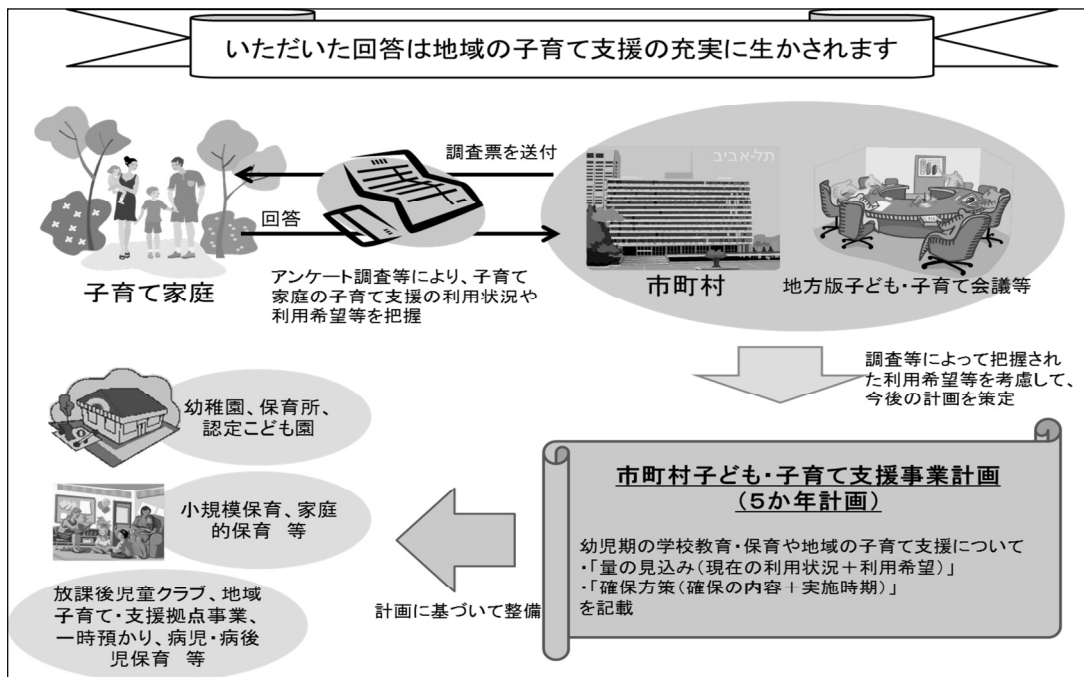 いただいた回答は地域の子育て支援の充実に生かされます
調査票を送付
回答
תל-אביב
子育て家庭
アンケート調査等により、子育て
家庭の子育て支援の利用状況や
利用希望等を把握
市町村
地方版子ども・子育て会議等
調査等によって把握され
た利用希望等を考慮して、
今後の計画を策定
幼稚園、保育所、
認定こども園
小規模保育、家庭
的保育 等
放課後児童クラブ、地域
子育て・支援拠点事業、
一時預かり、病児・病後
児保育 等
計画に基づいて整備
市町村子ども・子育て支援事業計画
(5か年計画)
幼児期の学校教育・保育や地域の子育て支援について
・「量の見込み(現在の利用状況+利用希望)」
・「確保方策(確保の内容+実施時期)」
を記載